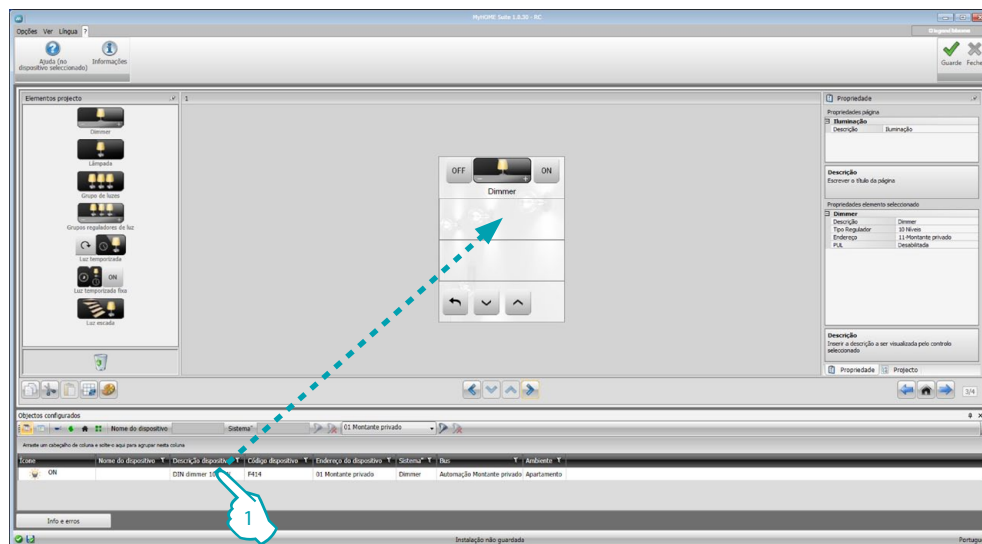 MyHOME Suite 1.0.30 - RC
Opções Ver Língua ?
Ajuda (no dispositivo seleccionado)
Informações
Guarde Feche
Elementos projecto
1
Dimmer
Lâmpada
Grupo de luzes
Grupos reguladores de luz
Luz temporizada
ON
Luz temporizada fixa
Luz escada
OFF
ON
Dimmer
Propriedade
Propriedades página
Iluminação
Descrição Iluminação
Descrição
Escrever o título da página
Propriedades elemento seleccionado
Dimmer
Descrição Dimmer
Tipo Regulador 10 Níveis
Endereço 11-Montante privado
PUL Desabilitada
Descrição
Inserir a descrição a ser visualizada pelo controlo
seleccionado
Propriedade Projecto
3/4
Objectos configurados
Nome do dispositivo Sistema" 01 Montante privado
Arraste um cabeçalho de coluna e solte-o aqui para agrupar nesta coluna
Ícone Nome do dispositivo Descrição dispositivo Código dispositivo Endereço do dispositivo Sistema" Bus Ambiente
ON DIN dimmer F414 01 Montante privado Dimmer Automação Montante privado Apartamento
1
Info e erros
Instalação não guardada
Portugu